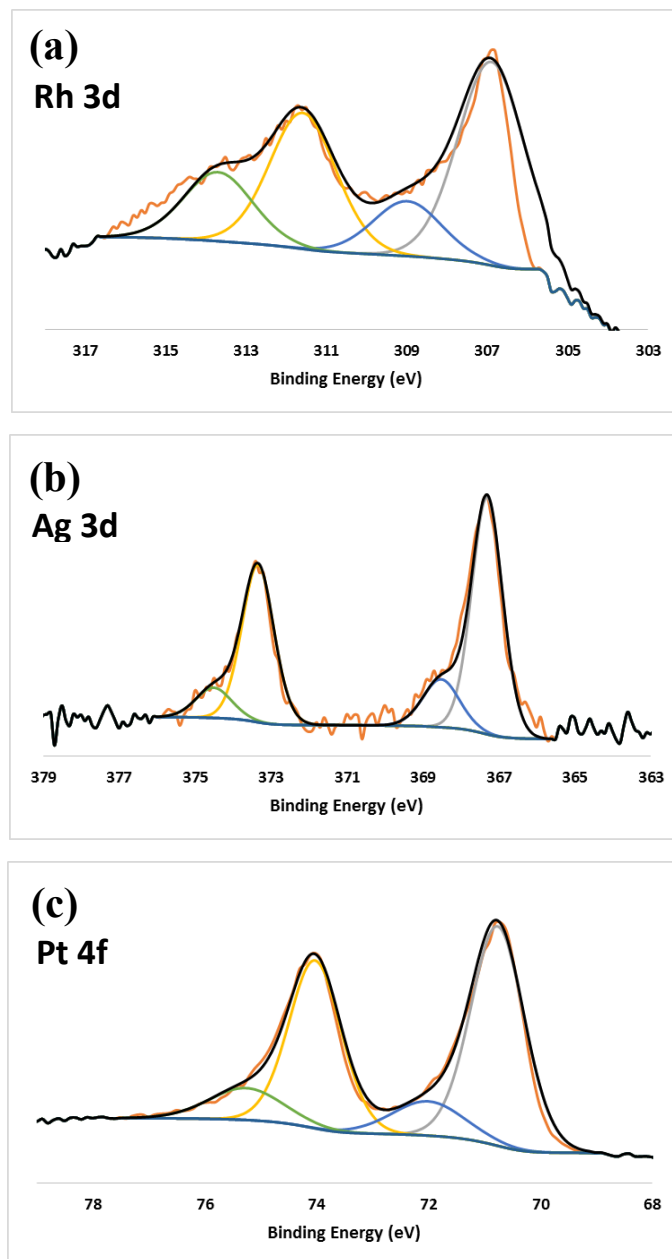 (a)
Rh 3d
317 315 313 311 309 307 305 303
Binding Energy (eV)
(b)
Ag 3d
379 377 375 373 371 369 367 365 363
Binding Energy (eV)
(c)
Pt 4f
78 76 74 72 70 68
Binding Energy (eV)